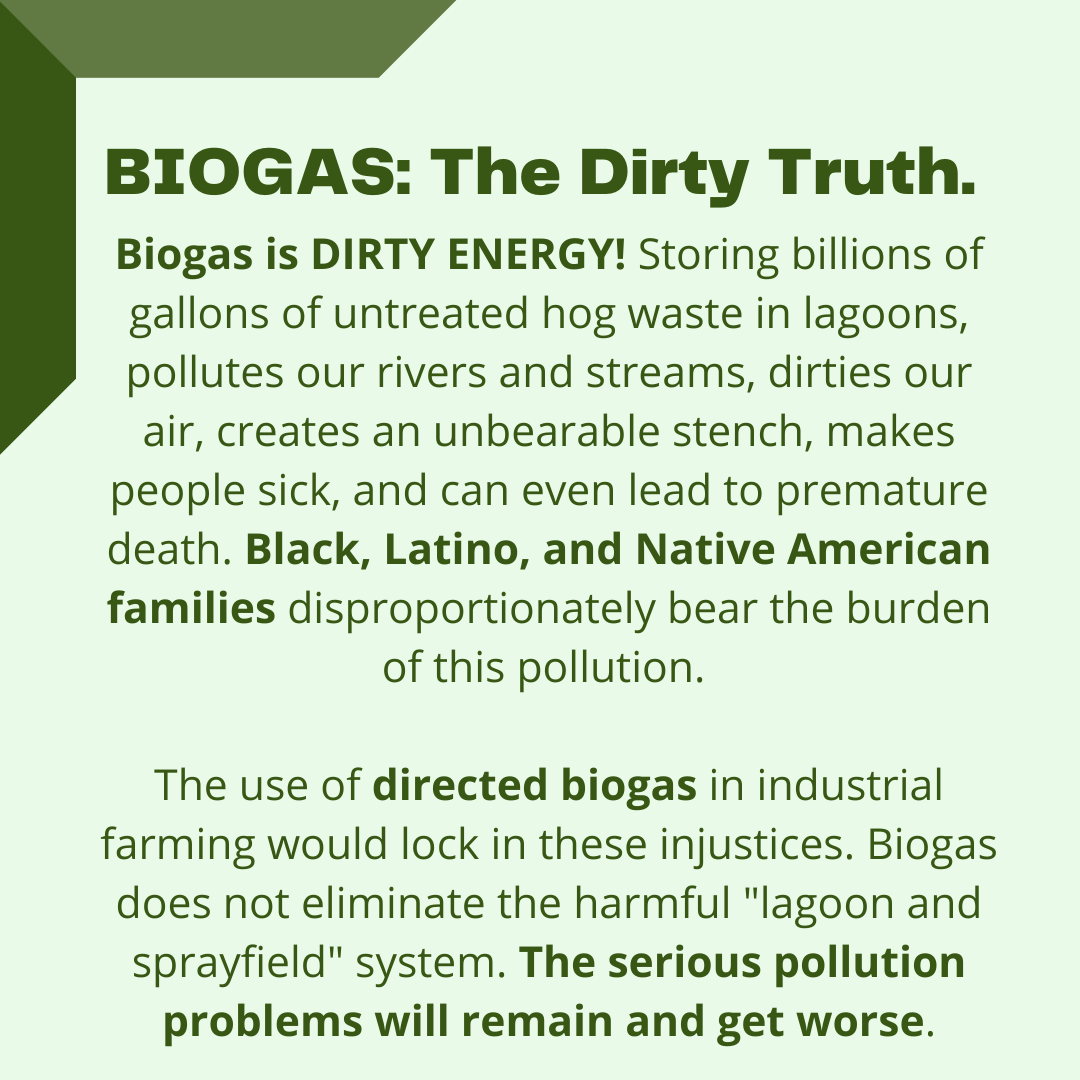 BIOGAS: The Dirty Truth.
Biogas is DIRTY ENERGY! Storing billions of
gallons of untreated hog waste in lagoons,
pollutes our rivers and streams, dirties our
air, creates an unbearable stench, makes
people sick, and can even lead to premature
death. Black, Latino, and Native American
families disproportionately bear the burden
of this pollution.
The use of directed biogas in industrial
farming would lock in these injustices. Biogas
does not eliminate the harmful "lagoon and
sprayfield" system. The serious pollution
problems will remain and get worse.